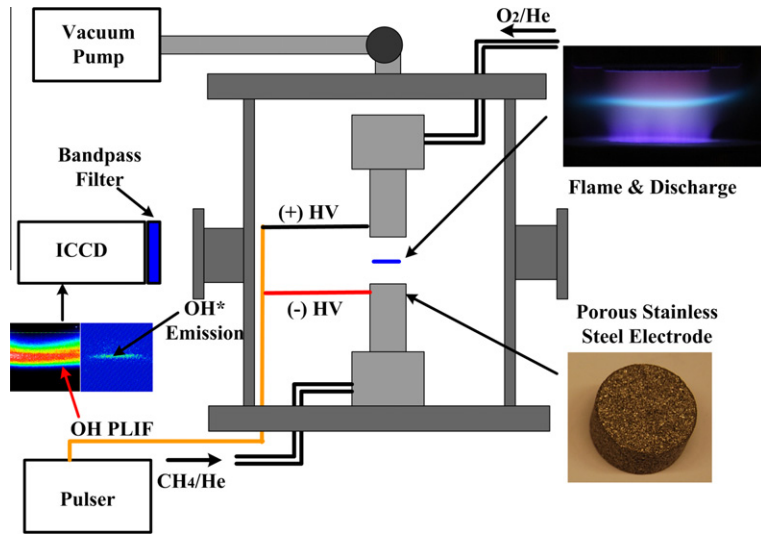 Vacuum
Pump
O2/He
Bandpass
Filter
Flame & Discharge
(+) HV
ICCD
(-) HV
OH*
Emission
Porous Stainless
Steel Electrode
OH PLIF
CH4/He
Pulser